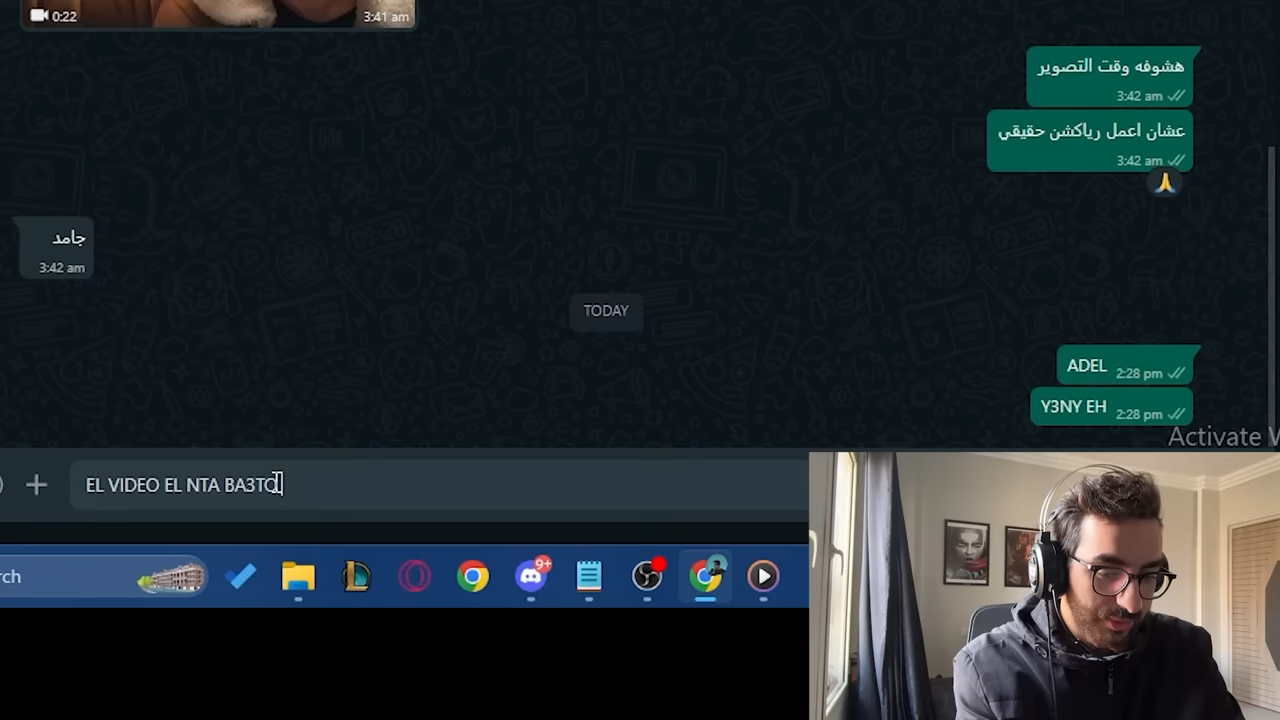 0:22
3:41 am
هشوفه وقت التصوير
3:42 am
عشان اعمل رياكشن حقيقي
3:42 am
جامد
3:42 am
TODAY
ADEL 2:28 pm
Y3NY EH 2:28 pm
Activate
EL VIDEO EL NTA BA3TO
rch
9+